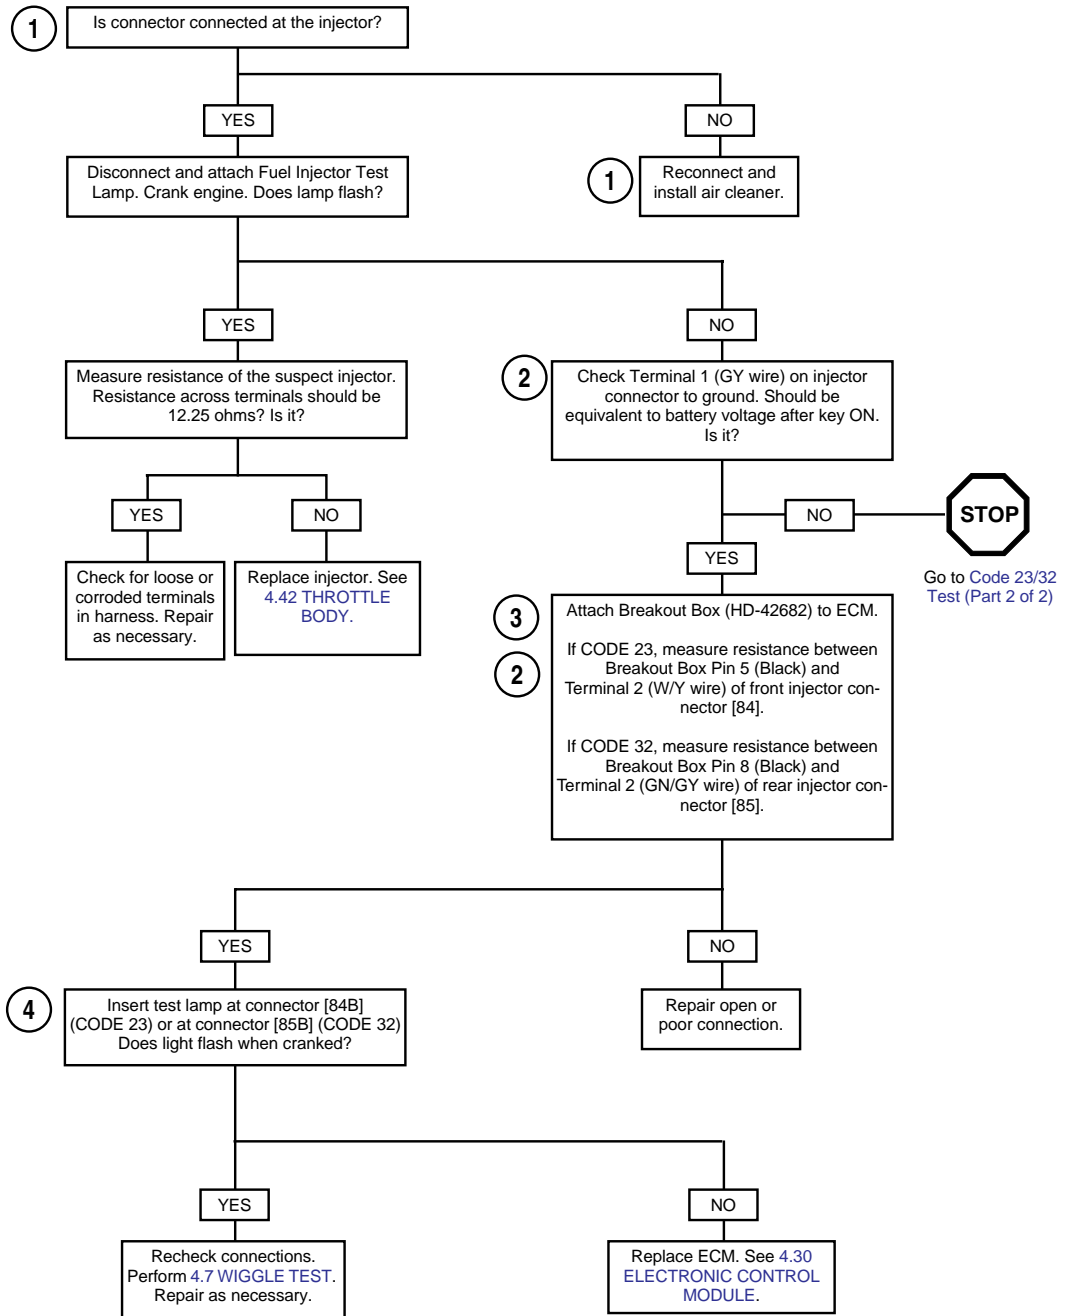 1
Is connector connected at the injector?
YES
NO
Disconnect and attach Fuel Injector Test
Lamp. Crank engine. Does lamp flash?
1
Reconnect and
install air cleaner.
YES
NO
Measure resistance of the suspect injector.
Resistance across terminals should be
12.25 ohms? Is it?
2
Check Terminal 1 (GY wire) on injector
connector to ground. Should be
equivalent to battery voltage after key ON.
Is it?
YES
NO
NO
STOP
YES
Go to Code 23/32
Test (Part 2 of 2)
Check for loose or
corroded terminals
in harness. Repair
as necessary.
Replace injector. See
4.42 THROTTLE
BODY.
3
Attach Breakout Box (HD-42682) to ECM.
2
If CODE 23, measure resistance between
Breakout Box Pin 5 (Black) and
Terminal 2 (W/Y wire) of front injector con-
nector [84].
If CODE 32, measure resistance between
Breakout Box Pin 8 (Black) and
Terminal 2 (GN/GY wire) of rear injector con-
nector [85].
YES
NO
4
Insert test lamp at connector [84B]
(CODE 23) or at connector [85B] (CODE 32)
Does light flash when cranked?
Repair open or
poor connection.
YES
NO
Recheck connections.
Perform 4.7 WIGGLE TEST.
Repair as necessary.
Replace ECM. See 4.30
ELECTRONIC CONTROL
MODULE.